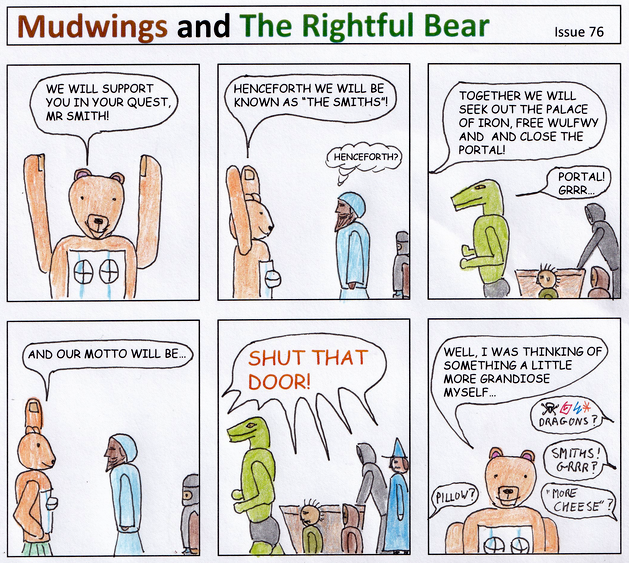 Mudwings and The Rightful Bear
Issue 76
WE WILL SUPPORT
YOU IN YOUR QUEST,
MR SMITH!
HENCEFORTH WE WILL BE
KNOWN AS "THE SMITHS"!
HENCEFORTH?
TOGETHER WE WILL
SEEK OUT THE PALACE
OF IRON, FREE WULFWY
AND AND CLOSE THE
PORTAL!
PORTAL!
GRRR...
AND OUR MOTTO WILL BE...
SHUT THAT
DOOR!
WELL, I WAS THINKING OF
SOMETHING A LITTLE
MORE GRANDIOSE
MYSELF...
DRAGONS?
SMITHS!
GRRR?
PILLOW?
"MORE
CHEESE"?